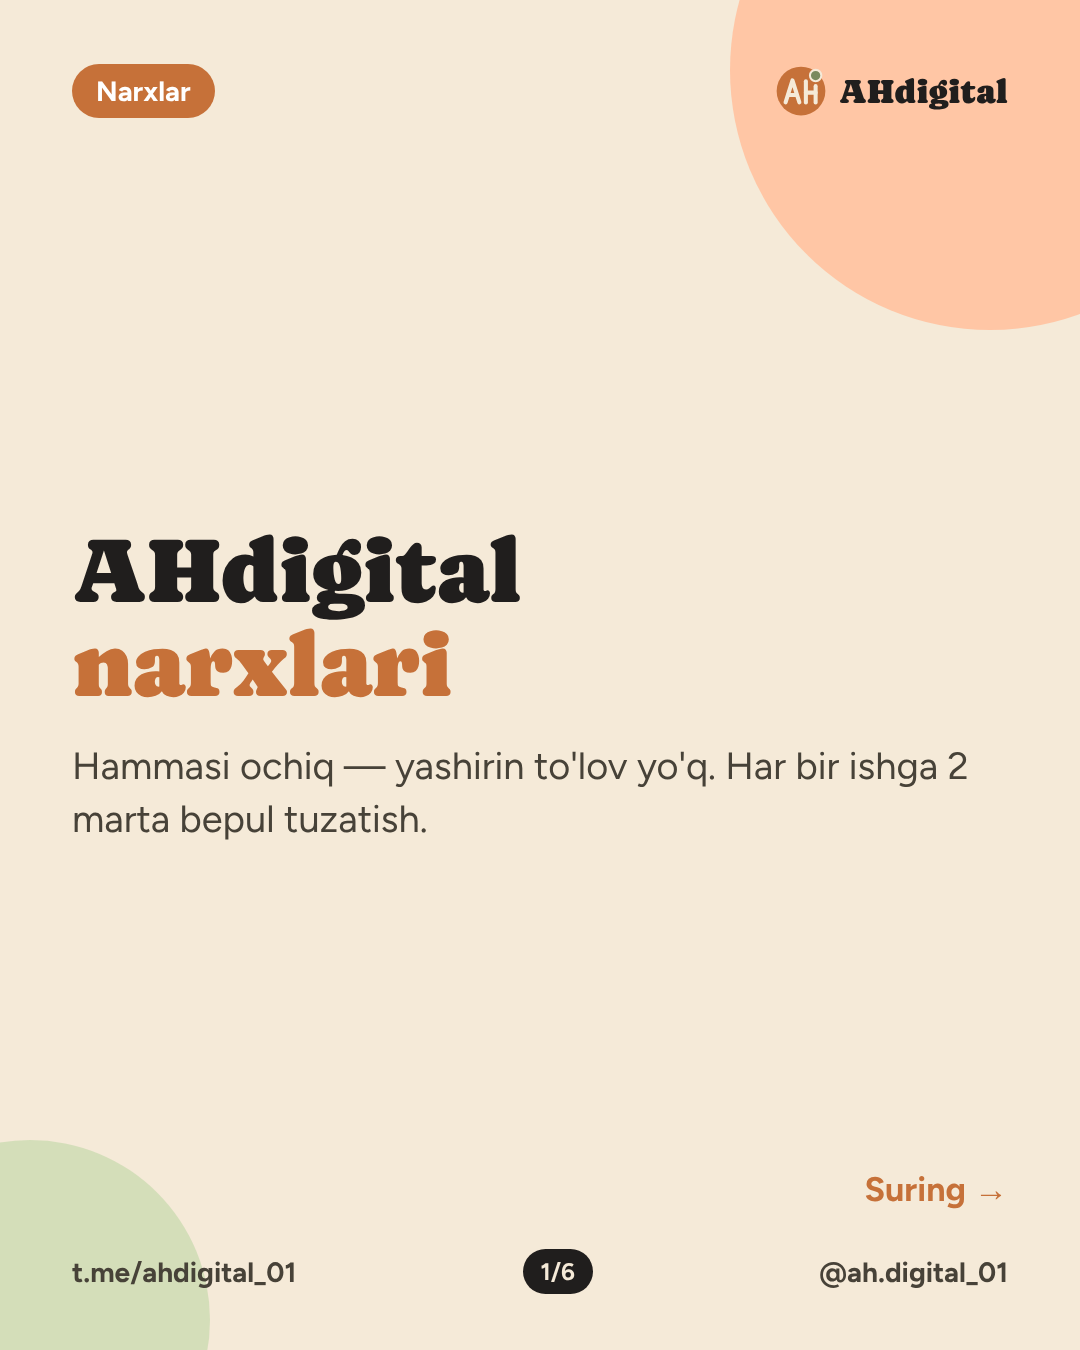 Narxlar
AH AHdigital
AHdigital
narxlari
Hammasi ochiq — yashirin to'lov yo'q. Har bir ishga 2
marta bepul tuzatish.
Suring →
t.me/ahdigital_01
1/6
@ah.digital_01